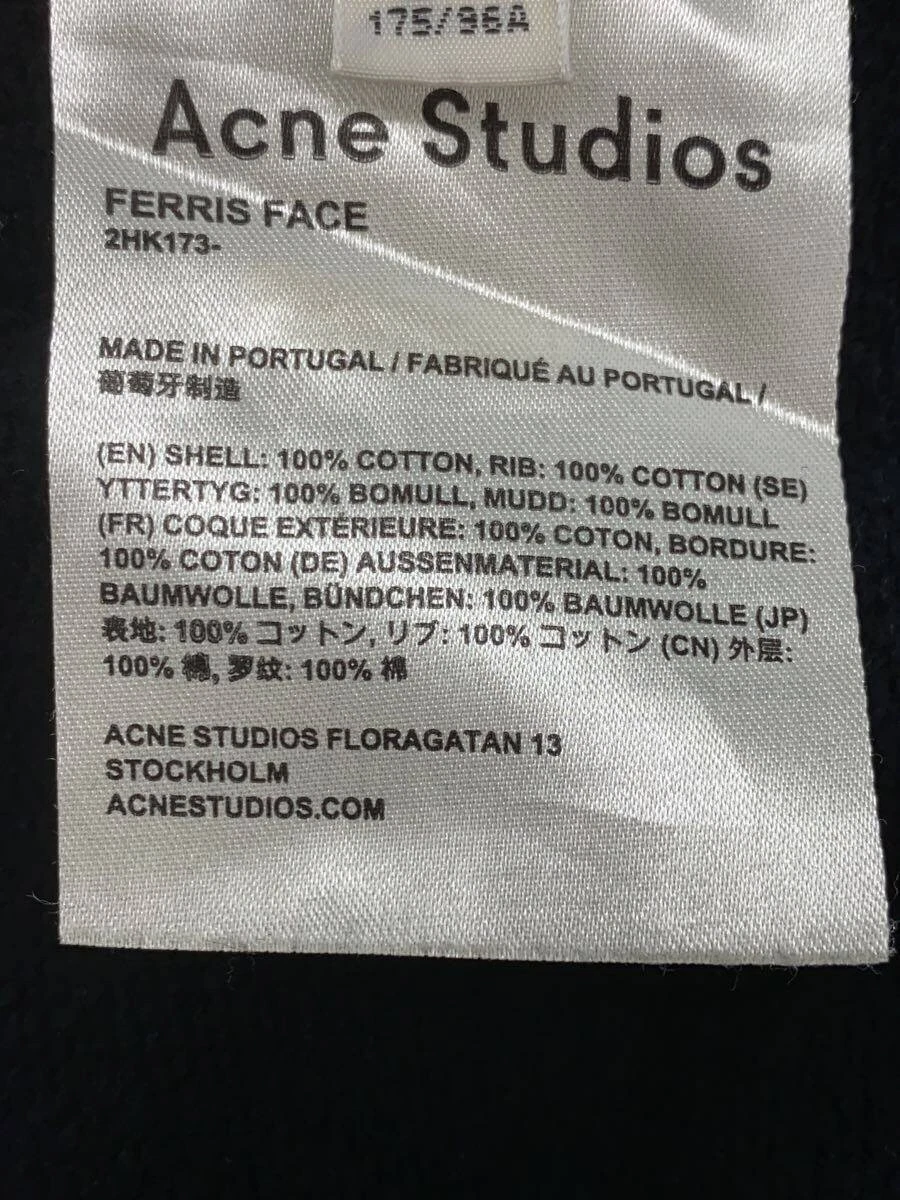 175/96A
Acne Studios
FERRIS FACE
2HK173-
MADE IN PORTUGAL / FABRIQUÉ AU PORTUGAL /
葡萄牙制造
(EN) SHELL: 100% COTTON, RIB: 100% COTTON (SE)
YTTERTYG: 100% BOMULL, MUDD: 100% BOMULL
(FR) COQUE EXTÉRIEURE: 100% COTON, BORDURE:
100% COTON (DE) AUSSENMATERIAL: 100%
BAUMWOLLE, BÜNDCHEN: 100% BAUMWOLLE (JP)
表地: 100% コットン, リブ: 100% コットン (CN) 外层:
100% 棉, 罗纹: 100% 棉
ACNE STUDIOS FLORAGATAN 13
STOCKHOLM
ACNESTUDIOS.COM